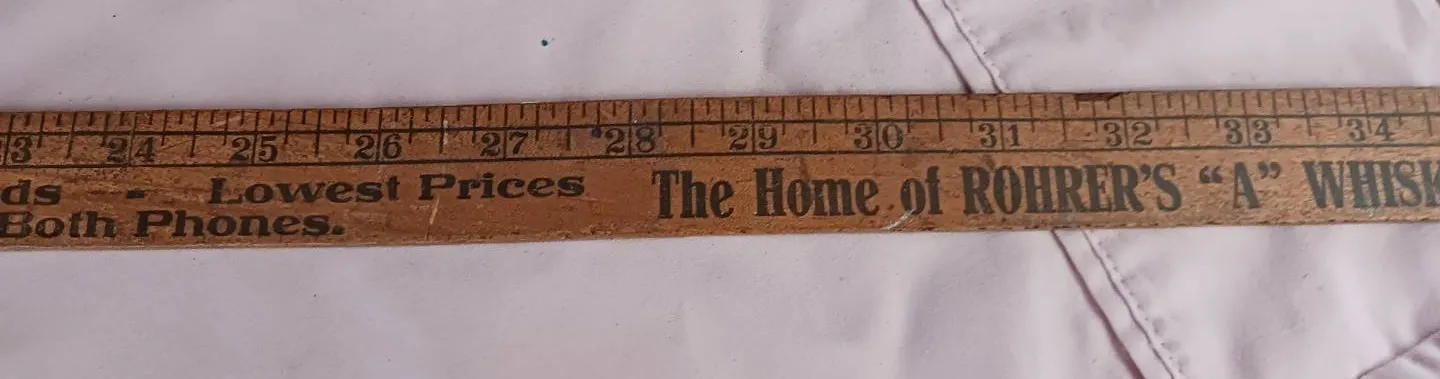 3 24 25 26 27 28 29 30 31 32 33 34
ds - Lowest Prices
Both Phones.
The Home of ROHRER'S “A” WHISK